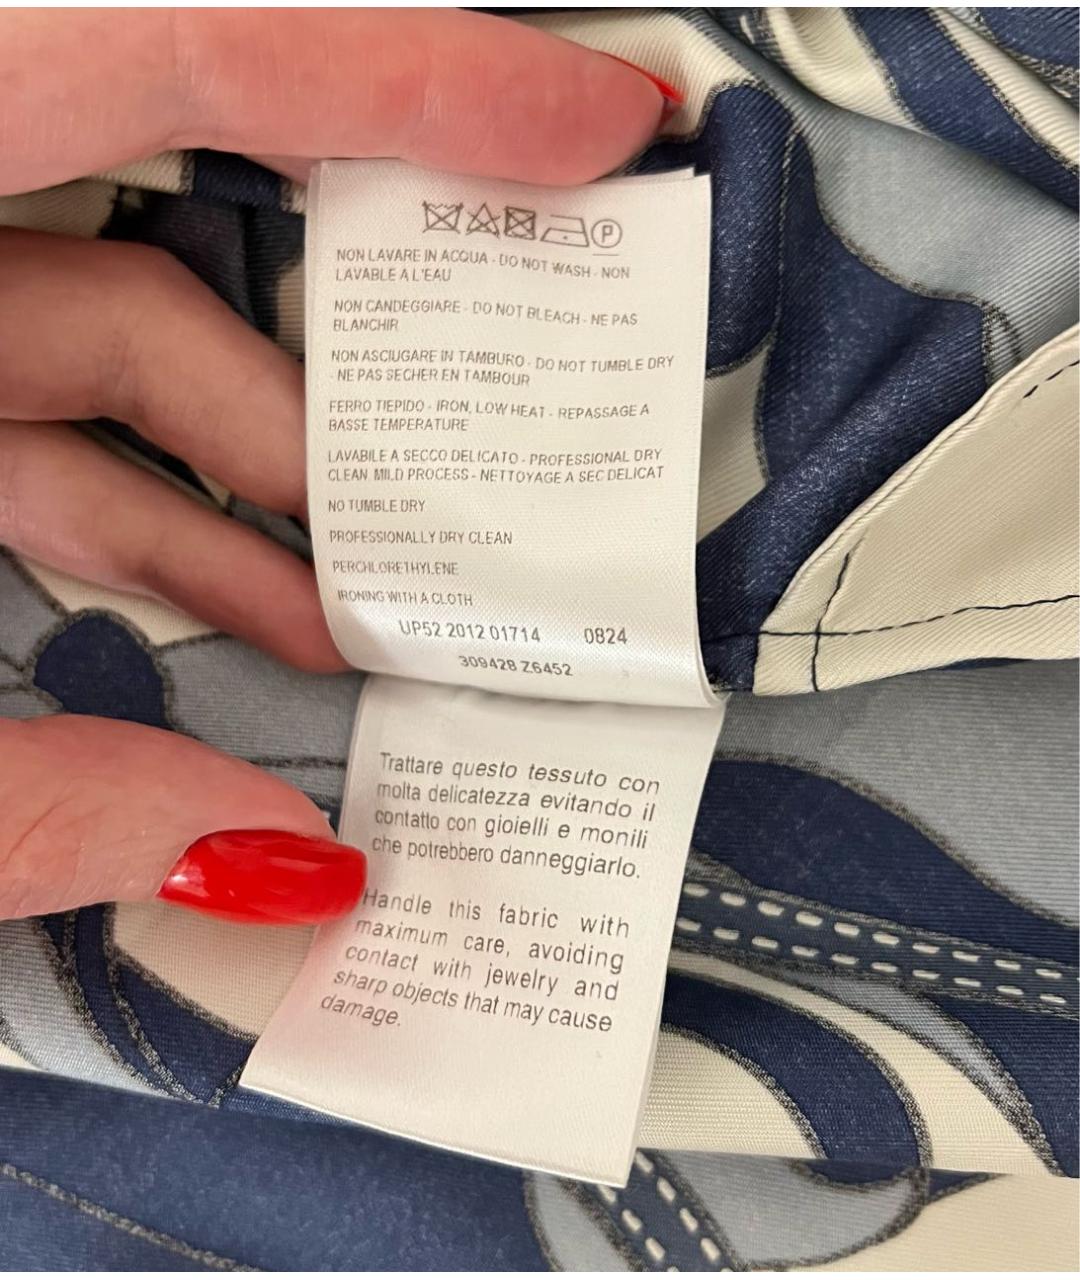 P
NON LAVARE IN ACQUA - DO NOT WASH - NON
LAVABLE A L'EAU
NON CANDEGGIARE - DO NOT BLEACH - NE PAS
BLANCHIR
NON ASCIUGARE IN TAMBURO - DO NOT TUMBLE DRY
- NE PAS SECHER EN TAMBOUR
FERRO TIEPIDO - IRON, LOW HEAT - REPASSAGE A
BASSE TEMPERATURE
LAVABILE A SECCO DELICATO - PROFESSIONAL DRY
CLEAN MILD PROCESS - NETTOYAGE A SEC DELICAT
NO TUMBLE DRY
PROFESSIONALLY DRY CLEAN
PERCHLORETHYLENE
IRONING WITH A CLOTH
UP52 2012 01714 0824
309428 Z6452
Trattare questo tessuto con
molta delicatezza evitando il
contatto con gioielli e monili
che potrebbero danneggiarlo.
Handle this fabric with
maximum care, avoiding
contact with jewelry and
sharp objects that may cause
damage.